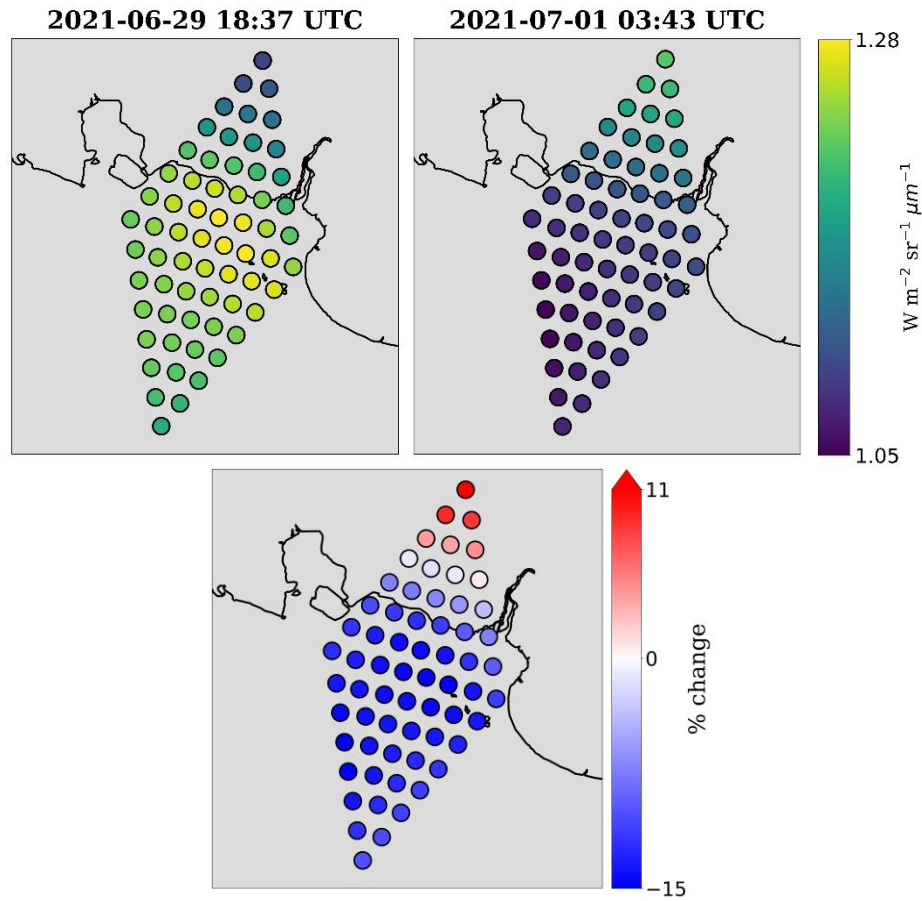 2021-06-29 18:37 UTC
2021-07-01 03:43 UTC
1.28
W m⁻² sr⁻¹ μm⁻¹
1.05
11
0
% change
−15